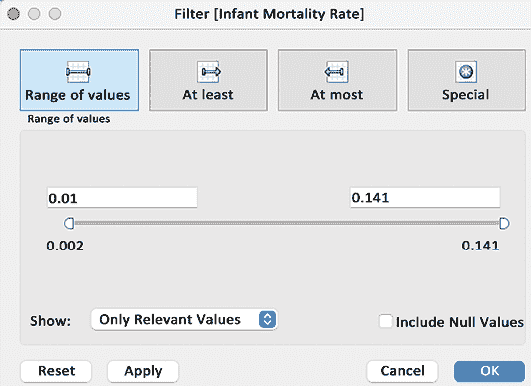 Filter [Infant Mortality Rate]
Range of values At least At most Special
Range of values
0.01 0.141
0.002 0.141
Show: Only Relevant Values Include Null Values
Reset Apply Cancel OK